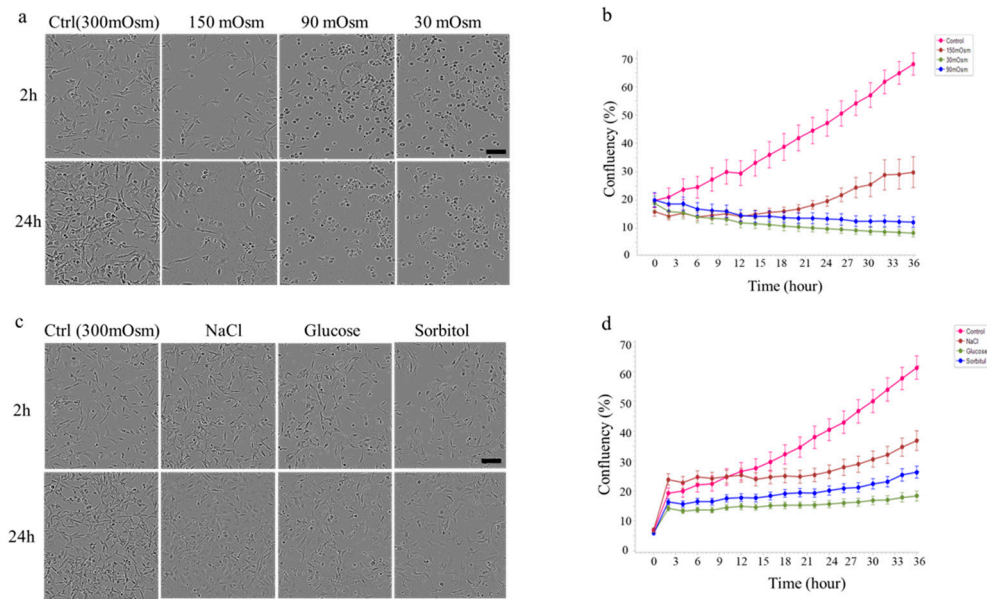 a
Ctrl(300mOsm) 150 mOsm 90 mOsm 30 mOsm
2h
24h
b
Control
150mOsm
30mOsm
90mOsm
70
60
50
40
30
20
10
0
Confluency (%)
0 3 6 9 12 15 18 21 24 26 27 30 33 36
Time (hour)
c
Ctrl (300mOsm) NaCl Glucose Sorbitol
2h
24h
d
Control
NaCl
Glucose
Sorbitol
70
60
50
40
30
20
10
0
Confluency (%)
0 3 6 9 12 15 18 21 24 26 27 30 33 36
Time (hour)